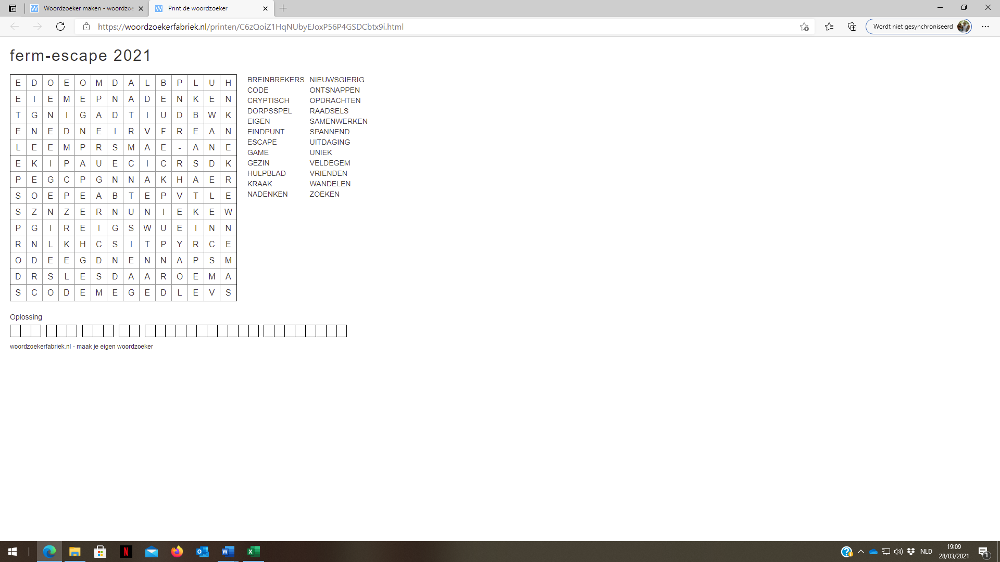 Woordzoeker maken - woordzoe
Print de woordzoeker
https://woordzoekerfabriek.nl/printen/C6zQoiZ1HqNUbyEJoxP56P4GSDCbtx9i.html
Wordt niet gesynchroniseerd
ferm-escape 2021
E D O E O M D A L B P L U H
E I E M E P N A D E N K E N
T G N I G A D T I U D B W K
E N E D N E I R V F R E A N
L E E M P R S M A E - A N E
E K I P A U E C I C R S D K
P E G C P G N N A K H A E R
S O E P E A B T E P V T L E
S Z N Z E R N U N I E K E W
P G I R E I G S W U E I N N
R N L K H C S I T P Y R C E
O D E E G D N E N N A P S M
D R S L E S D A A R O E M A
S C O D E M E G E D L E V S
BREINBREKERS NIEUWSGIERIG
CODE ONTSNAPPEN
CRYPTISCH OPDRACHTEN
DORPSSPEL RAADSELS
EIGEN SAMENWERKEN
EINDPUNT SPANNEND
ESCAPE UITDAGING
GAME UNIEK
GEZIN VELDEGEM
HULPBLAD VRIENDEN
KRAAK WANDELEN
NADENKEN ZOEKEN
Oplossing
woordzoekerfabriek.nl - maak je eigen woordzoeker
NLD
19:09
28/03/2021
1